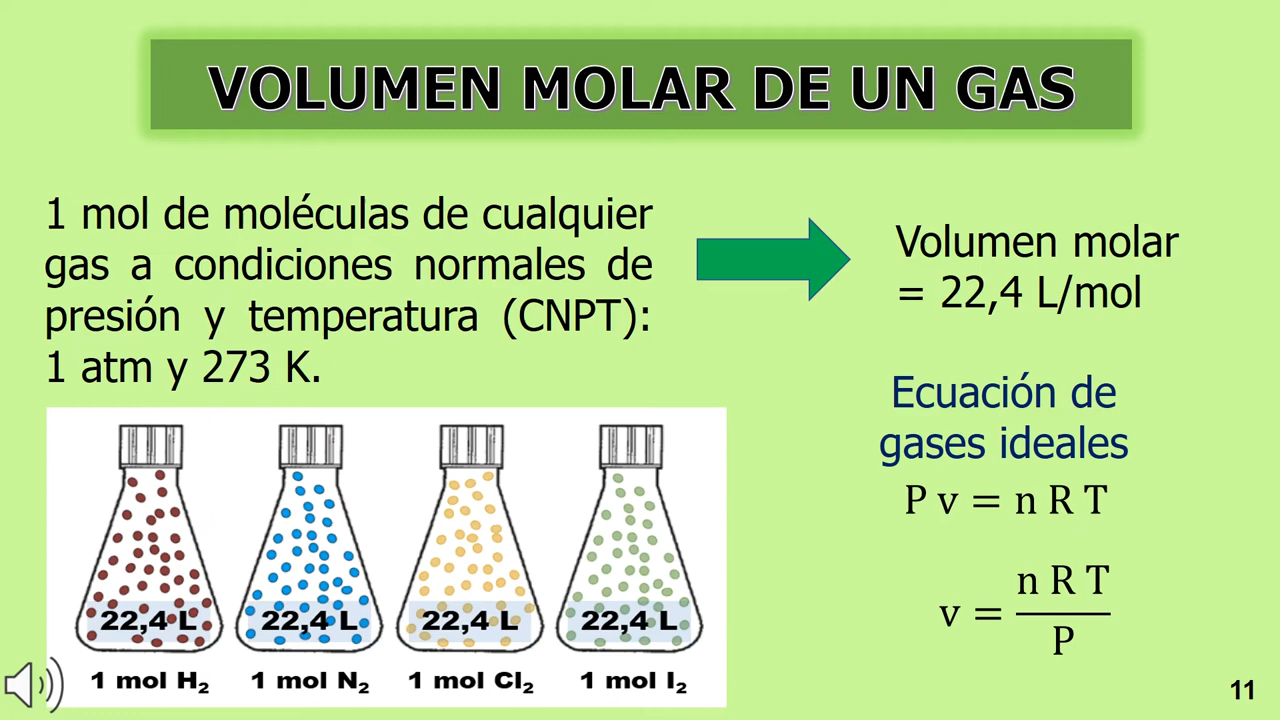 VOLUMEN MOLAR DE UN GAS
1 mol de moléculas de cualquier
gas a condiciones normales de
presión y temperatura (CNPT):
1 atm y 273 K.
Volumen molar
= 22,4 L/mol
Ecuación de
gases ideales
P v = n R T
v = n R T / P
22,4 L 22,4 L 22,4 L 22,4 L
1 mol H₂ 1 mol N₂ 1 mol Cl₂ 1 mol I₂
11